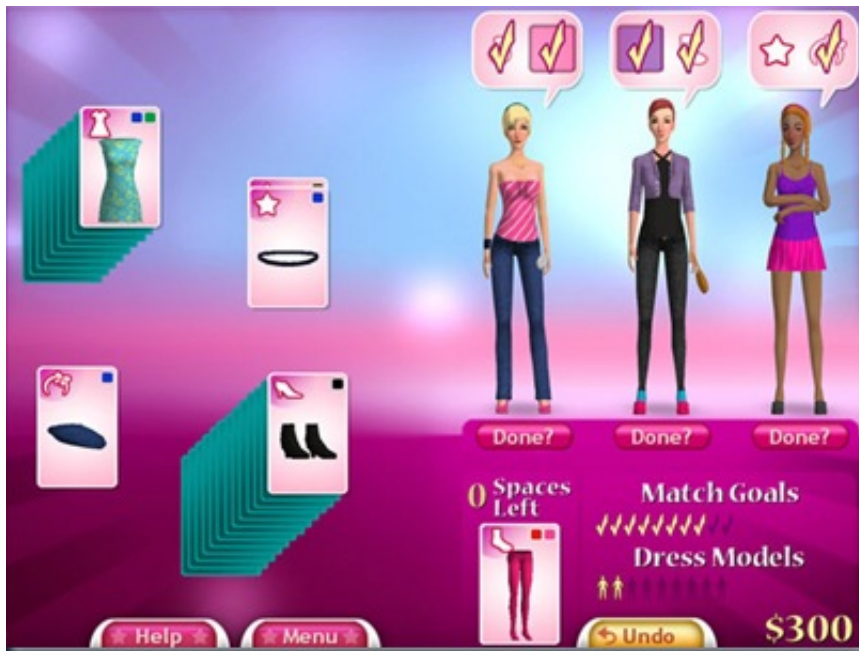 Done?
Done?
Done?
0 Spaces
Left
Match Goals
Dress Models
Help
Menu
Undo
$300